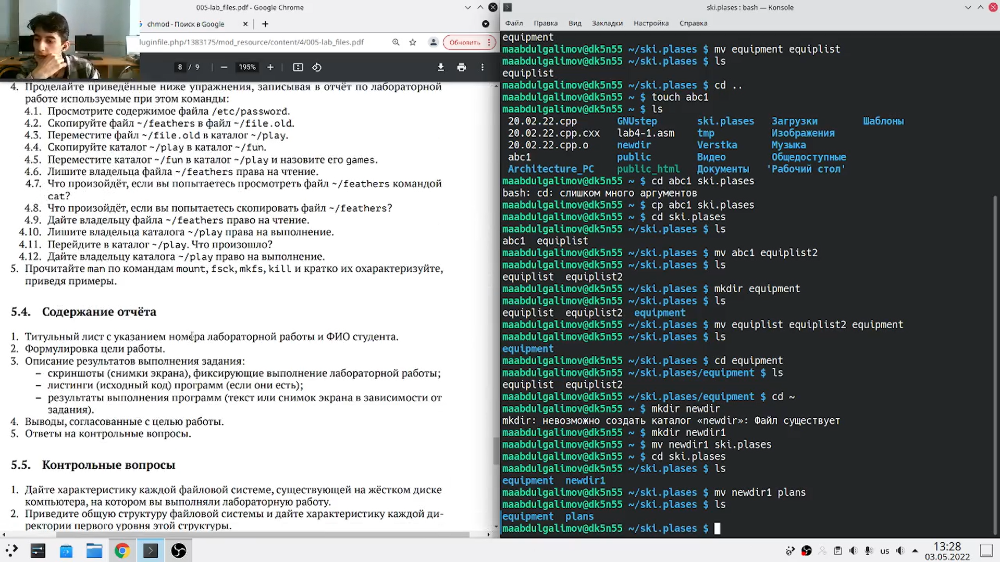 005-lab_files.pdf - Google Chrome
chmod - Поиск в Google
luginfile.php/1383175/mod_resource/content/4/005-lab_files.pdf
Обновить
8 / 9
195%
4. Проделайте приведённые ниже упражнения, записывая в отчёт по лабораторной
работе используемые при этом команды:
4.1. Просмотрите содержимое файла /etc/password.
4.2. Скопируйте файл ~/feathers в файл ~/file.old.
4.3. Переместите файл ~/file.old в каталог ~/play.
4.4. Скопируйте каталог ~/play в каталог ~/fun.
4.5. Переместите каталог ~/fun в каталог ~/play и назовите его games.
4.6. Лишите владельца файла ~/feathers права на чтение.
4.7. Что произойдёт, если вы попытаетесь просмотреть файл ~/feathers командой
cat?
4.8. Что произойдёт, если вы попытаетесь скопировать файл ~/feathers?
4.9. Дайте владельцу файла ~/feathers право на чтение.
4.10. Лишите владельца каталога ~/play права на выполнение.
4.11. Перейдите в каталог ~/play. Что произошло?
4.12. Дайте владельцу каталога ~/play право на выполнение.
5. Прочитайте man по командам mount, fsck, mkfs, kill и кратко их охарактеризуйте,
приведя примеры.
5.4. Содержание отчёта
1. Титульный лист с указанием номера лабораторной работы и ФИО студента.
2. Формулировка цели работы.
3. Описание результатов выполнения задания:
– скриншоты (снимки экрана), фиксирующие выполнение лабораторной работы;
– листинги (исходный код) программ (если они есть);
– результаты выполнения программ (текст или снимок экрана в зависимости от
задания).
4. Выводы, согласованные с целью работы.
5. Ответы на контрольные вопросы.
5.5. Контрольные вопросы
1. Дайте характеристику каждой файловой системе, существующей на жёстком диске
компьютера, на котором вы выполняли лабораторную работу.
2. Приведите общую структуру файловой системы и дайте характеристику каждой ди-
ректории первого уровня этой структуры.
ski.plases : bash — Konsole
Файл Правка Вид Закладки Настройка Справка
equipment
maabdulgalimov@dk5n55 ~/ski.plases $ mv equipment equiplist
maabdulgalimov@dk5n55 ~/ski.plases $ ls
equiplist
maabdulgalimov@dk5n55 ~/ski.plases $ cd ..
maabdulgalimov@dk5n55 ~ $ touch abc1
maabdulgalimov@dk5n55 ~ $ ls
20.02.22.cpp GNUstep ski.plases Загрузки Шаблоны
20.02.22.cpp.cxx lab4-1.asm tmp Изображения
20.02.22.cpp.o newdir Verstka Музыка
abc1 public Видео Общедоступные
Architecture_PC public_html Документы 'Рабочий стол'
maabdulgalimov@dk5n55 ~ $ cd abc1 ski.plases
bash: cd: слишком много аргументов
maabdulgalimov@dk5n55 ~ $ cp abc1 ski.plases
maabdulgalimov@dk5n55 ~ $ cd ski.plases
maabdulgalimov@dk5n55 ~/ski.plases $ ls
abc1 equiplist
maabdulgalimov@dk5n55 ~/ski.plases $ mv abc1 equiplist2
maabdulgalimov@dk5n55 ~/ski.plases $ ls
equiplist equiplist2
maabdulgalimov@dk5n55 ~/ski.plases $ mkdir equipment
maabdulgalimov@dk5n55 ~/ski.plases $ ls
equiplist equiplist2 equipment
maabdulgalimov@dk5n55 ~/ski.plases $ mv equiplist equiplist2 equipment
maabdulgalimov@dk5n55 ~/ski.plases $ ls
equipment
maabdulgalimov@dk5n55 ~/ski.plases $ cd equipment
maabdulgalimov@dk5n55 ~/ski.plases/equipment $ ls
equiplist equiplist2
maabdulgalimov@dk5n55 ~/ski.plases/equipment $ cd ~
maabdulgalimov@dk5n55 ~ $ mkdir newdir
mkdir: невозможно создать каталог «newdir»: Файл существует
maabdulgalimov@dk5n55 ~ $ mkdir newdir1
maabdulgalimov@dk5n55 ~ $ mv newdir1 ski.plases
maabdulgalimov@dk5n55 ~ $ cd ski.plases
maabdulgalimov@dk5n55 ~/ski.plases $ ls
equipment newdir1
maabdulgalimov@dk5n55 ~/ski.plases $ mv newdir1 plans
maabdulgalimov@dk5n55 ~/ski.plases $ ls
equipment plans
maabdulgalimov@dk5n55 ~/ski.plases $
us
13:28
03.05.2022